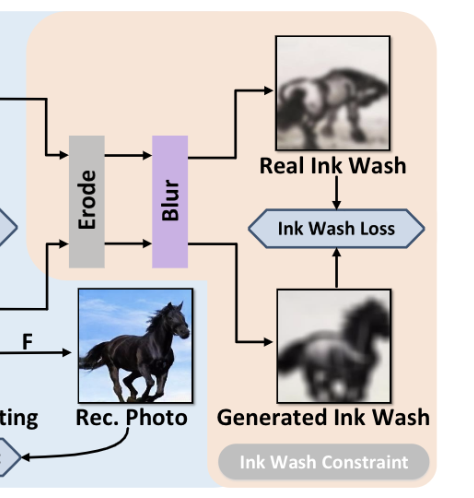 Real Ink Wash
Erode
Blur
Ink Wash Loss
F
ting
Rec. Photo
Generated Ink Wash
Ink Wash Constraint